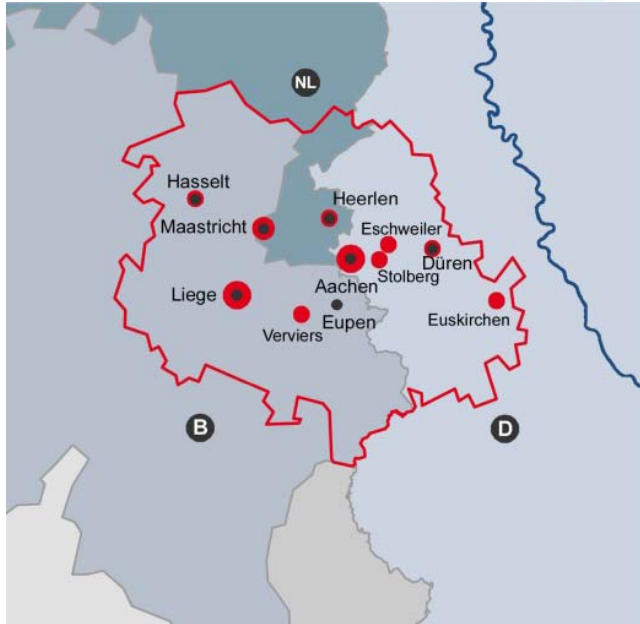 NL
Hasselt
Heerlen
Maastricht
Eschweiler
Düren
Stolberg
Aachen
Liege
Eupen
Verviers
Euskirchen
B
D